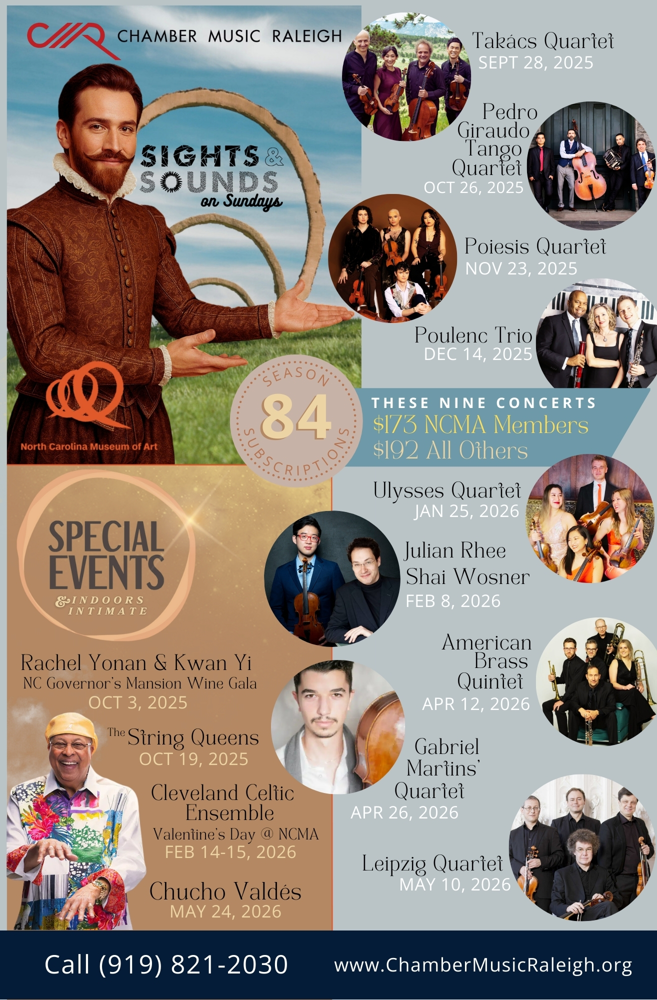 CMR CHAMBER MUSIC RALEIGH
SIGHTS &
SOUNDS
on Sundays
North Carolina Museum of Art
Takács Quartet
SEPT 28, 2025
Pedro
Giraudo
Tango
Quartet
OCT 26, 2025
Poiesis Quartet
NOV 23, 2025
Poulenc Trio
DEC 14, 2025
SEASON
84
SUBSCRIPTIONS
THESE NINE CONCERTS
$173 NCMA Members
$192 All Others
Ulysses Quartet
JAN 25, 2026
Julian Rhee
Shai Wosner
FEB 8, 2026
American
Brass
Quintet
APR 12, 2026
Gabriel
Martins’
Quartet
APR 26, 2026
Leipzig Quartet
MAY 10, 2026
SPECIAL
EVENTS
& INDOORS
INTIMATE
Rachel Yonan & Kwan Yi
NC Governor’s Mansion Wine Gala
OCT 3, 2025
The String Queens
OCT 19, 2025
Cleveland Celtic
Ensemble
Valentine’s Day @ NCMA
FEB 14-15, 2026
Chucho Valdés
MAY 24, 2026
Call (919) 821-2030
www.ChamberMusicRaleigh.org